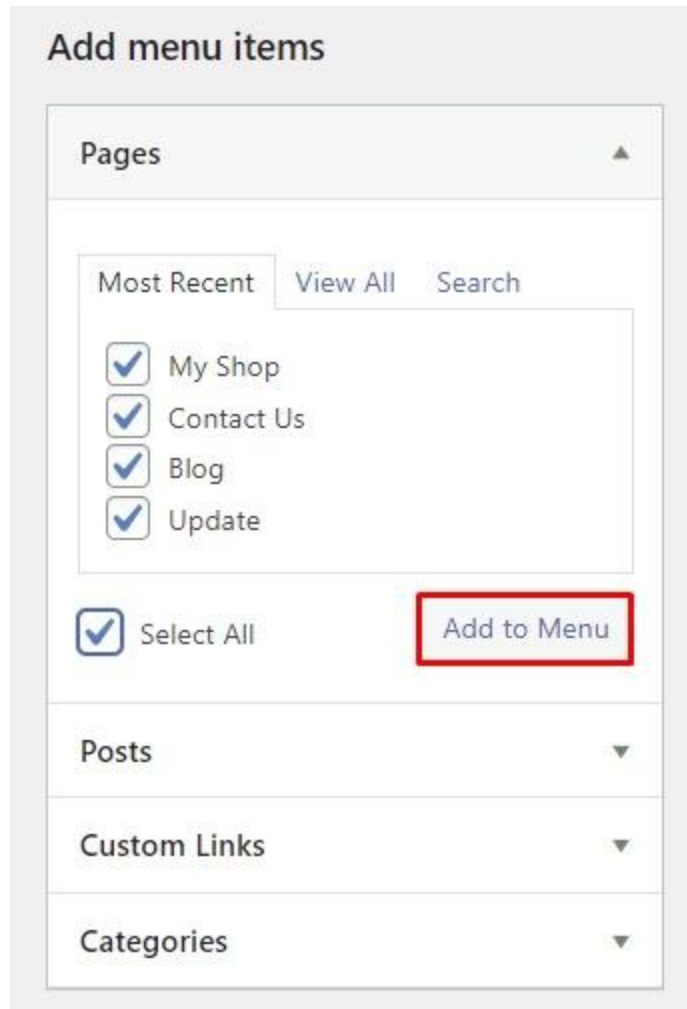 Add menu items
Pages
Most Recent View All Search
My Shop
Contact Us
Blog
Update
Select All Add to Menu
Posts
Custom Links
Categories